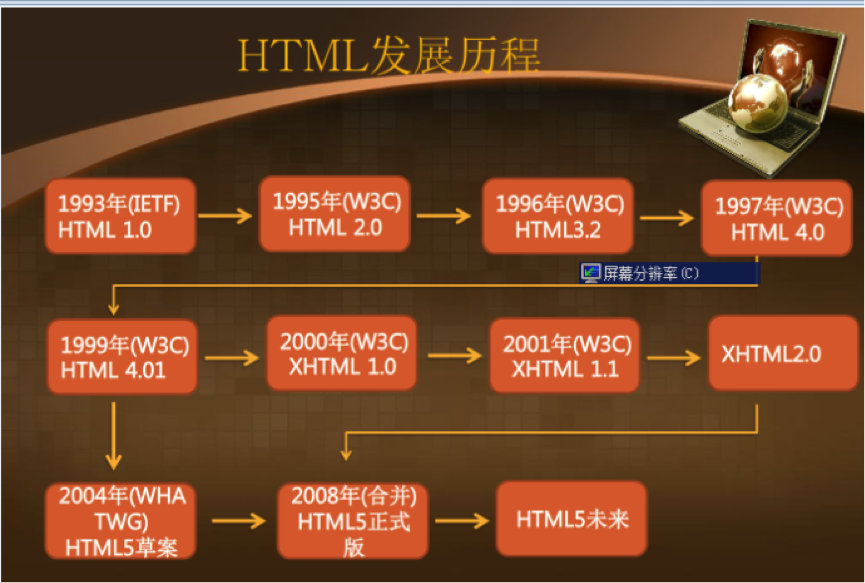 HTML发展历程
1993年(IETF)
HTML 1.0
1995年(W3C)
HTML 2.0
1996年(W3C)
HTML3.2
1997年(W3C)
HTML 4.0
屏幕分辨率(C)
1999年(W3C)
HTML 4.01
2000年(W3C)
XHTML 1.0
2001年(W3C)
XHTML 1.1
XHTML2.0
2004年(WHA
TWG)
HTML5草案
2008年(合并)
HTML5正式
版
HTML5未来